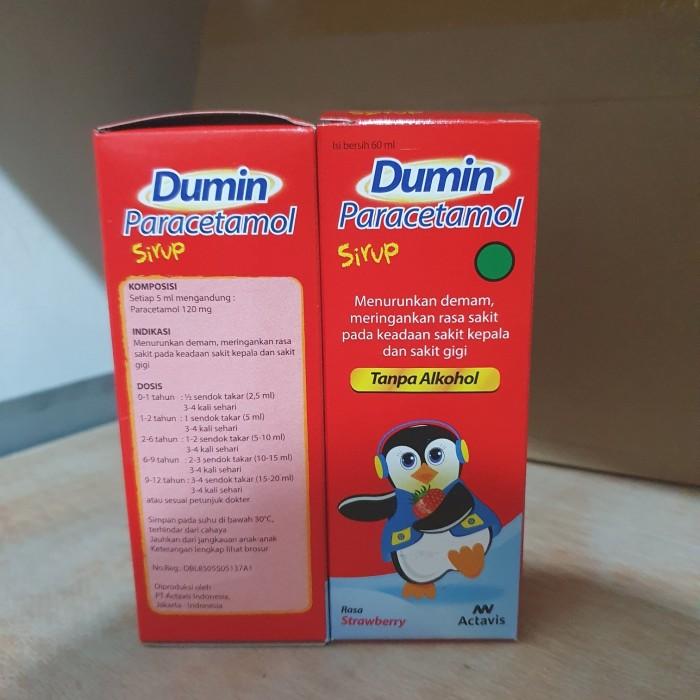 Dumin
Paracetamol
Sirup
KOMPOSISI
Setiap 5 ml mengandung :
Paracetamol 120 mg
INDIKASI
Menurunkan demam, meringankan rasa
sakit pada keadaan sakit kepala dan sakit
gigi
DOSIS
0-1 tahun : ½ sendok takar (2,5 ml)
3-4 kali sehari
1-2 tahun : 1 sendok takar (5 ml)
3-4 kali sehari
2-6 tahun : 1-2 sendok takar (5-10 ml)
3-4 kali sehari
6-9 tahun : 2-3 sendok takar (10-15 ml)
3-4 kali sehari
9-12 tahun : 3-4 sendok takar (15-20 ml)
3-4 kali sehari
atau sesuai petunjuk dokter
Simpan pada suhu di bawah 30°C,
terhindar dari cahaya
Jauhkan dari jangkauan anak-anak
Keterangan lengkap lihat brosur
No.Reg.: DBL8505505137A1
Diproduksi oleh
PT Actavis Indonesia,
Jakarta - Indonesia
Isi bersih 60 ml
Dumin
Paracetamol
Sirup
Menurunkan demam,
meringankan rasa sakit
pada keadaan sakit kepala
dan sakit gigi
Tanpa Alkohol
Rasa
Strawberry
Actavis